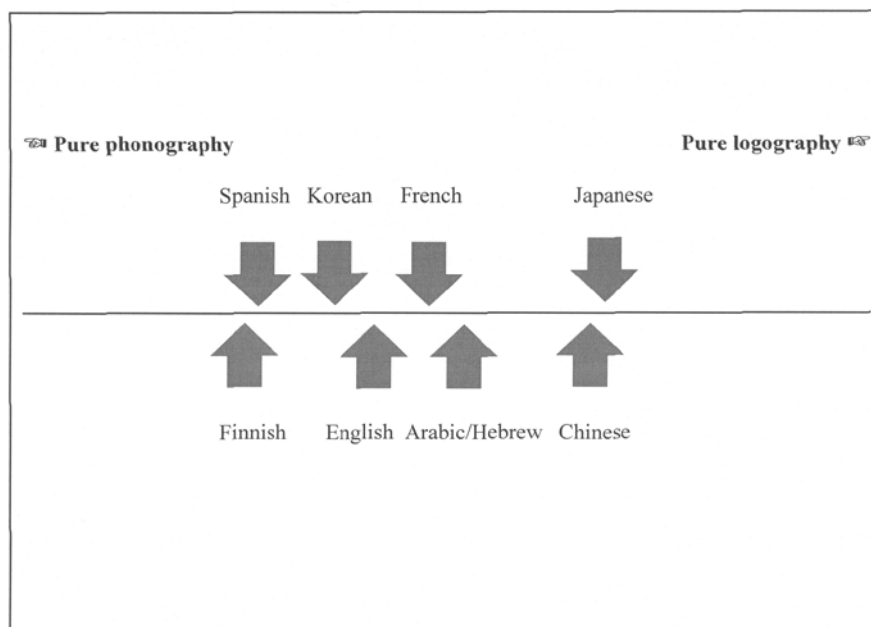 ☜ Pure phonography Pure logography ☞
Spanish Korean French Japanese
Finnish English Arabic/Hebrew Chinese